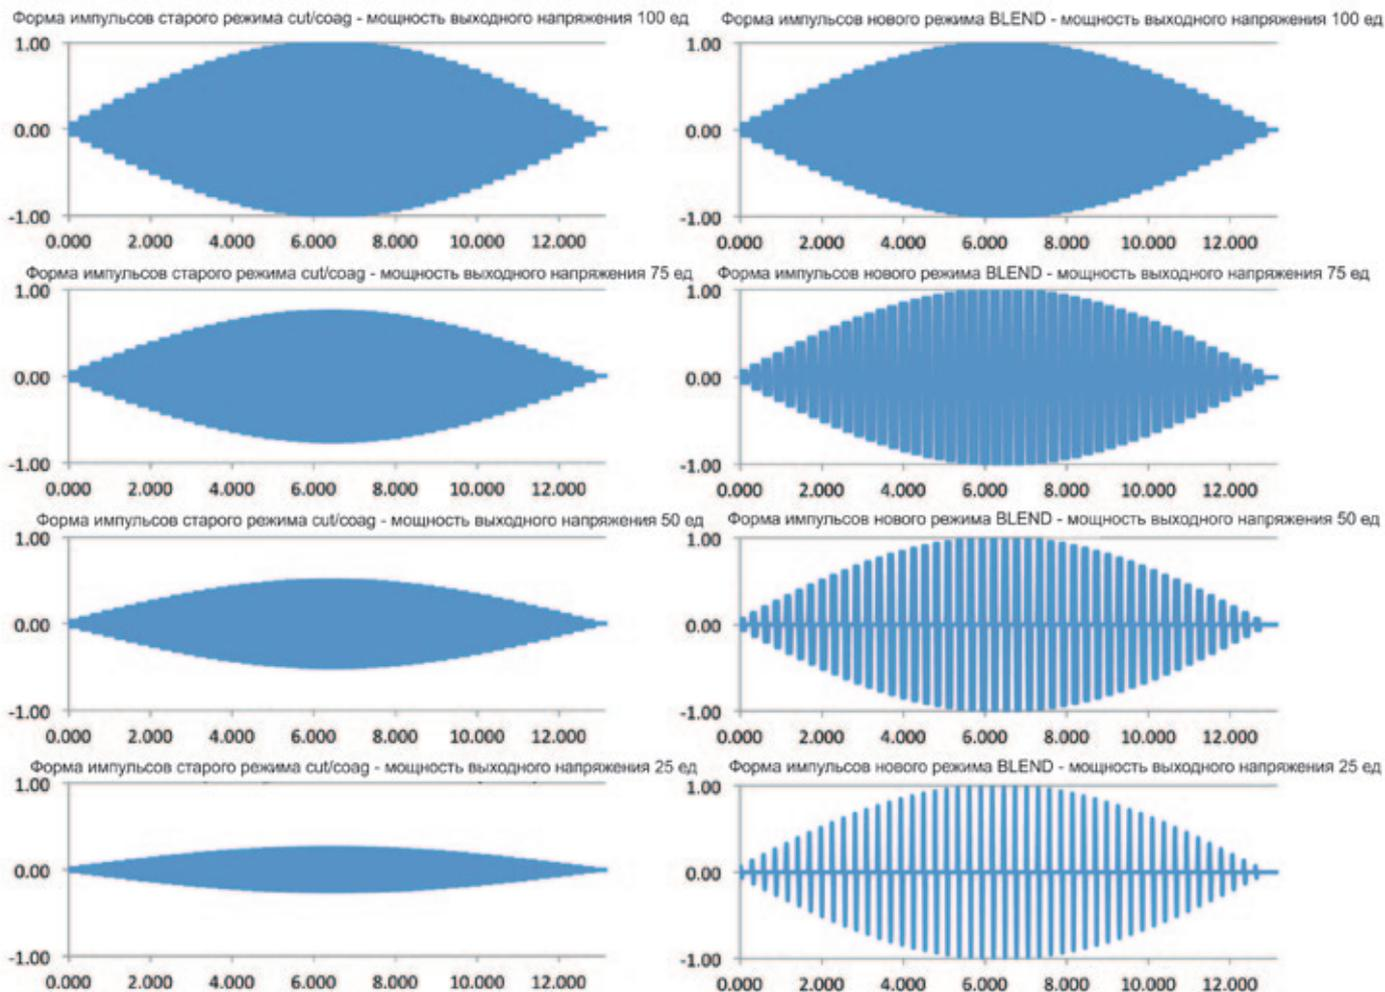 Форма импульсов старого режима cut/coag - мощность выходного напряжения 100 ед
1.00
0.00
-1.00
0.000 2.000 4.000 6.000 8.000 10.000 12.000
Форма импульсов нового режима BLEND - мощность выходного напряжения 100 ед
1.00
0.00
-1.00
0.000 2.000 4.000 6.000 8.000 10.000 12.000
Форма импульсов старого режима cut/coag - мощность выходного напряжения 75 ед
1.00
0.00
-1.00
0.000 2.000 4.000 6.000 8.000 10.000 12.000
Форма импульсов нового режима BLEND - мощность выходного напряжения 75 ед
1.00
0.00
-1.00
0.000 2.000 4.000 6.000 8.000 10.000 12.000
Форма импульсов старого режима cut/coag - мощность выходного напряжения 50 ед
1.00
0.00
-1.00
0.000 2.000 4.000 6.000 8.000 10.000 12.000
Форма импульсов нового режима BLEND - мощность выходного напряжения 50 ед
1.00
0.00
-1.00
0.000 2.000 4.000 6.000 8.000 10.000 12.000
Форма импульсов старого режима cut/coag - мощность выходного напряжения 25 ед
1.00
0.00
-1.00
0.000 2.000 4.000 6.000 8.000 10.000 12.000
Форма импульсов нового режима BLEND - мощность выходного напряжения 25 ед
1.00
0.00
-1.00
0.000 2.000 4.000 6.000 8.000 10.000 12.000